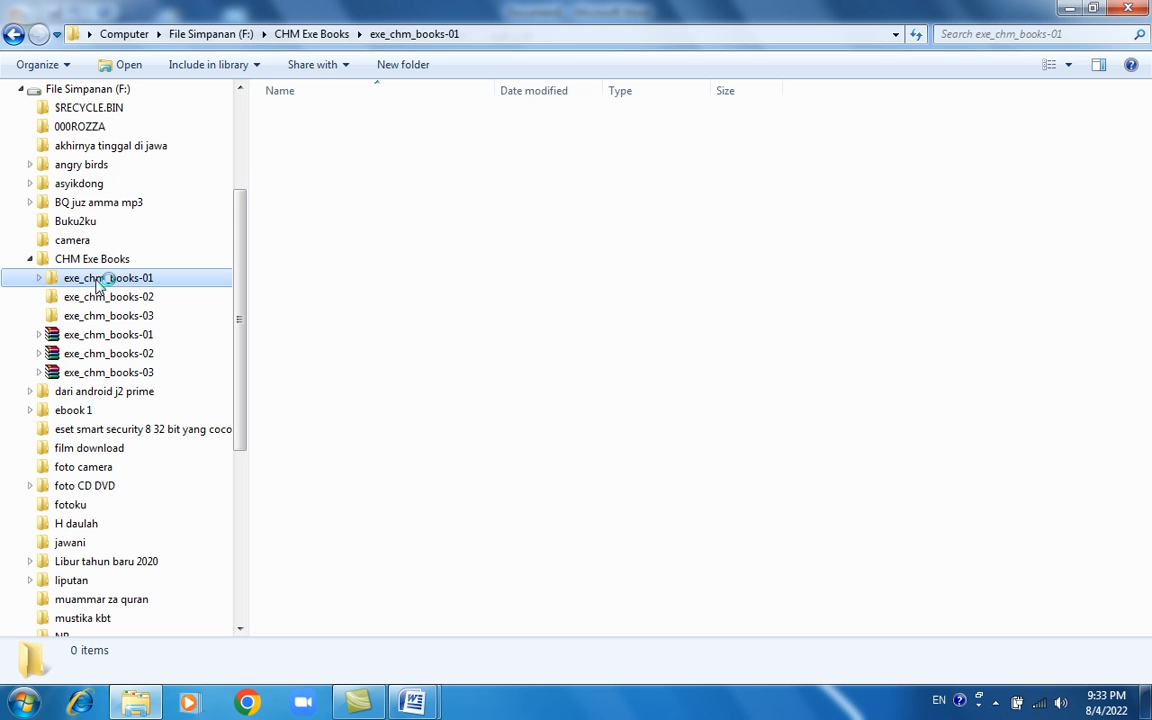 Computer File Simpanan (F:) CHM Exe Books exe_chm_books-01
Search exe_chm_books-01
Organize Open Include in library Share with New folder
File Simpanan (F:)
$RECYCLE.BIN
000ROZZA
akhirnya tinggal di jawa
angry birds
asyikdong
BQ juz amma mp3
Buku2ku
camera
CHM Exe Books
exe_chm_books-01
exe_chm_books-02
exe_chm_books-03
exe_chm_books-01
exe_chm_books-02
exe_chm_books-03
dari android j2 prime
ebook 1
eset smart security 8 32 bit yang coco
film download
foto camera
foto CD DVD
fotoku
H daulah
jawani
Libur tahun baru 2020
liputan
muammar za quran
mustika kbt
Name Date modified Type Size
0 items
EN
9:33 PM
8/4/2022